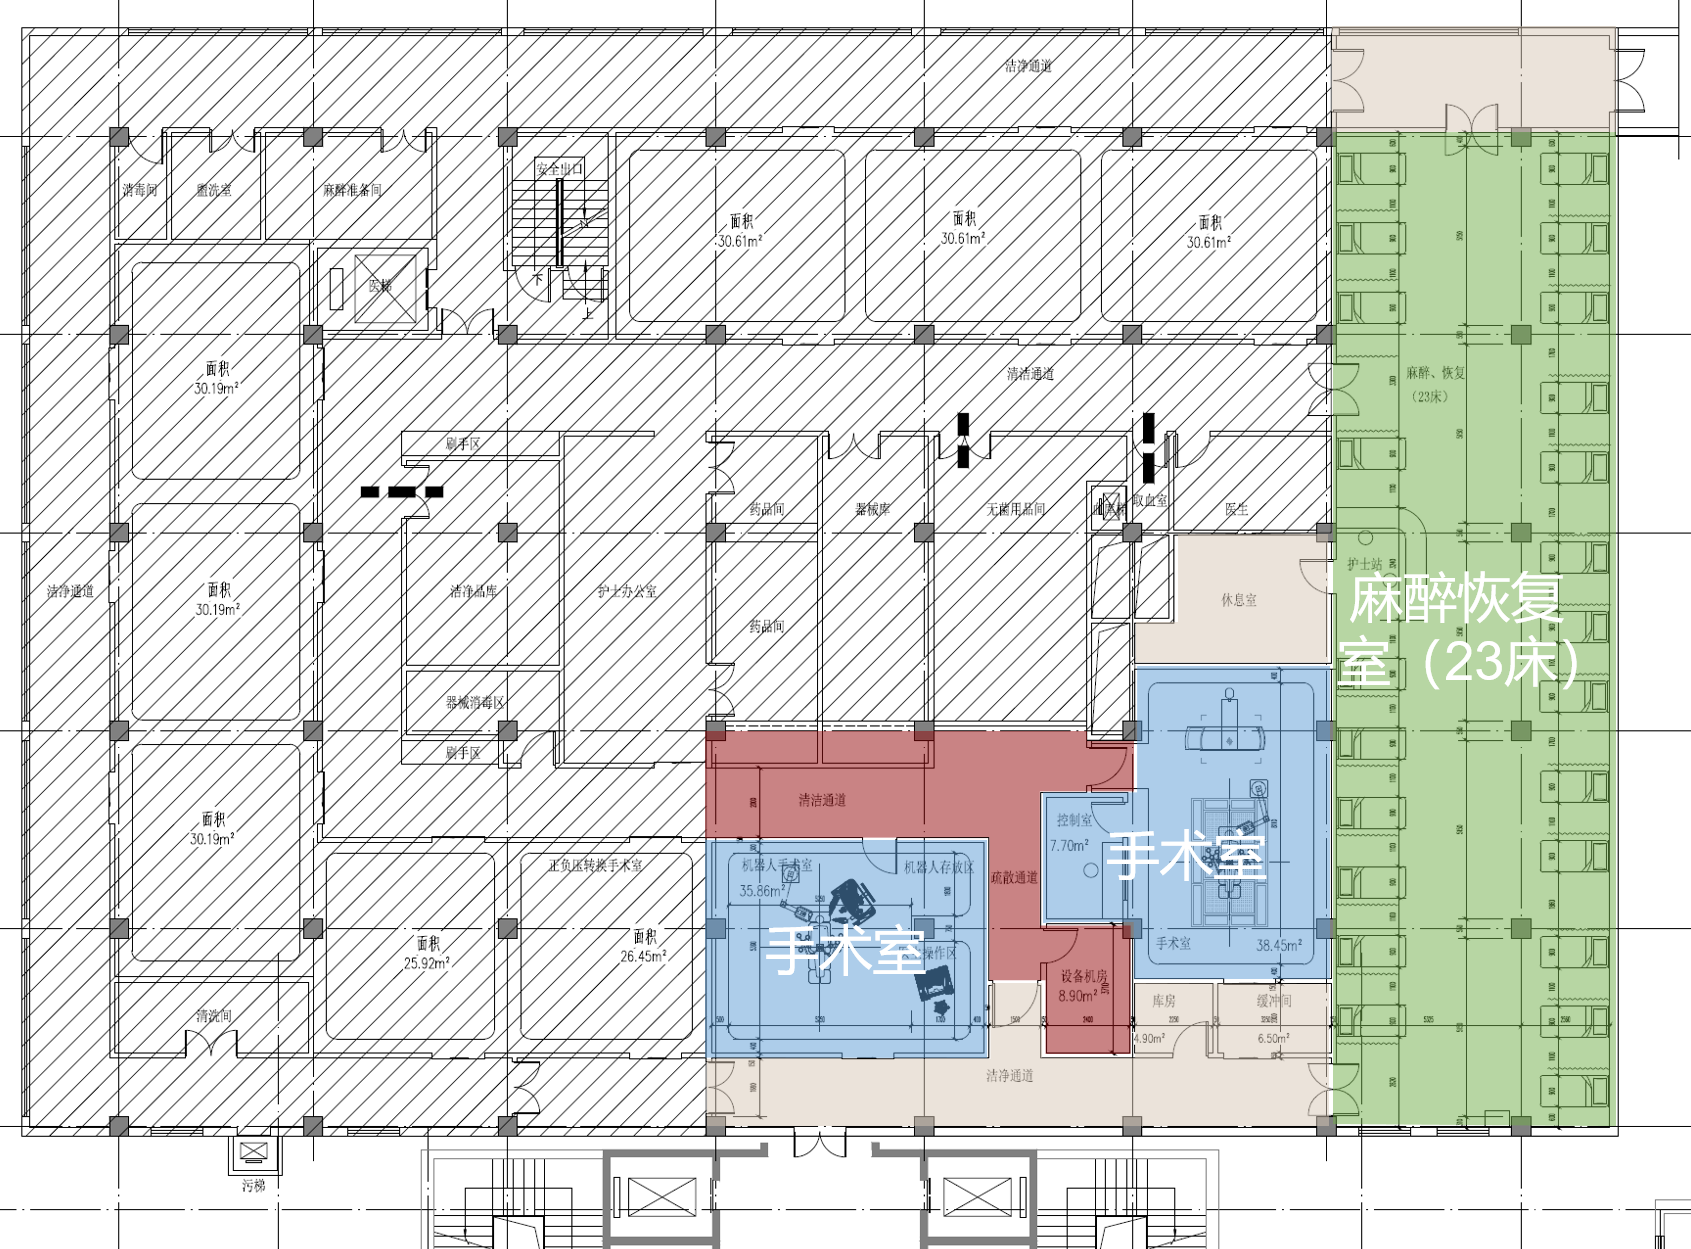 洁净通道
消毒间
盥洗室
麻醉准备间
安全出口
面积
30.61m²
面积
30.61m²
面积
30.61m²
医梯
下
上
面积
30.19m²
清洁通道
麻醉、恢复
（23床）
刷手区
药品间
器械库
无菌用品间
取血室
医生
洁净通道
面积
30.19m²
洁净品库
护士办公室
药品间
休息室
护士站
麻醉恢复
室（23床）
器械消毒区
刷手区
清洁通道
面积
30.19m²
正负压转换手术室
机器人手术室
35.86m²
机器人存放区
疏散通道
控制室
7.70m²
手术室
手术室
面积
25.92m²
面积
26.45m²
操作区
设备机房
8.90m²
手术室
38.45m²
清洗间
库房
4.90m²
缓冲间
6.50m²
洁净通道
污梯